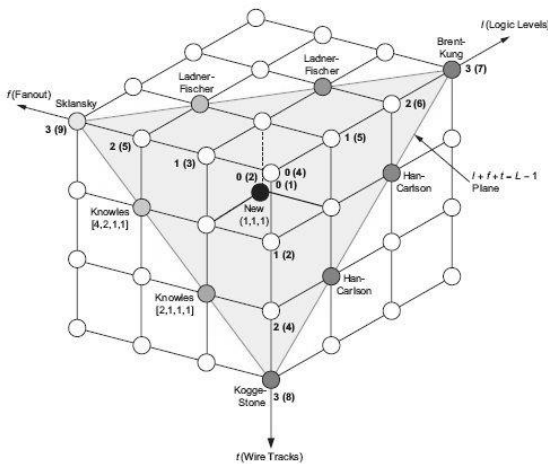 l (Logic Levels)
Brent-
Kung
3 (7)
Ladner-
Fischer
f (Fanout)
Ladner-
Fischer
2 (6)
Sklansky
3 (9)
1 (5)
2 (5)
l + f + t = L - 1
Plane
1 (3)
0 (4)
0 (2)
0 (1)
Han-
Carlson
Knowles
[4,2,1,1]
New
(1,1,1)
1 (2)
Han-
Carlson
Knowles
[2,1,1,1]
2 (4)
Kogge-
Stone
3 (8)
t (Wire Tracks)